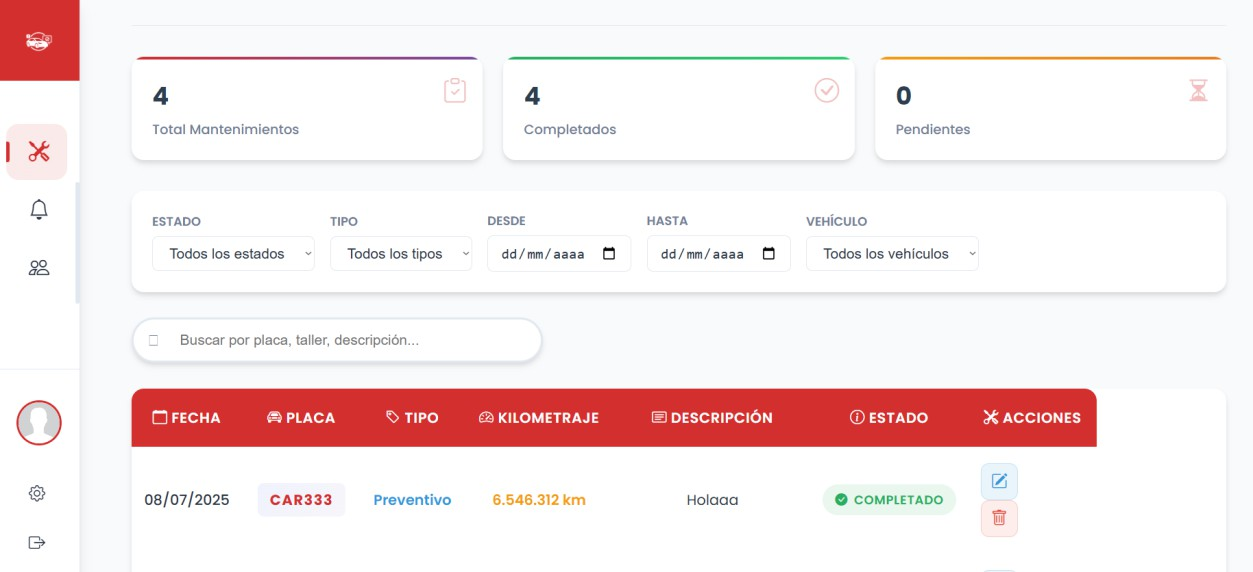 4
Total Mantenimientos
4
Completados
0
Pendientes
ESTADO TIPO DESDE HASTA VEHÍCULO
Todos los estados Todos los tipos dd/mm/aaaa dd/mm/aaaa Todos los vehículos
Buscar por placa, taller, descripción...
FECHA PLACA TIPO KILOMETRAJE DESCRIPCIÓN ESTADO ACCIONES
08/07/2025 CAR333 Preventivo 6.546.312 km Holaaa COMPLETADO